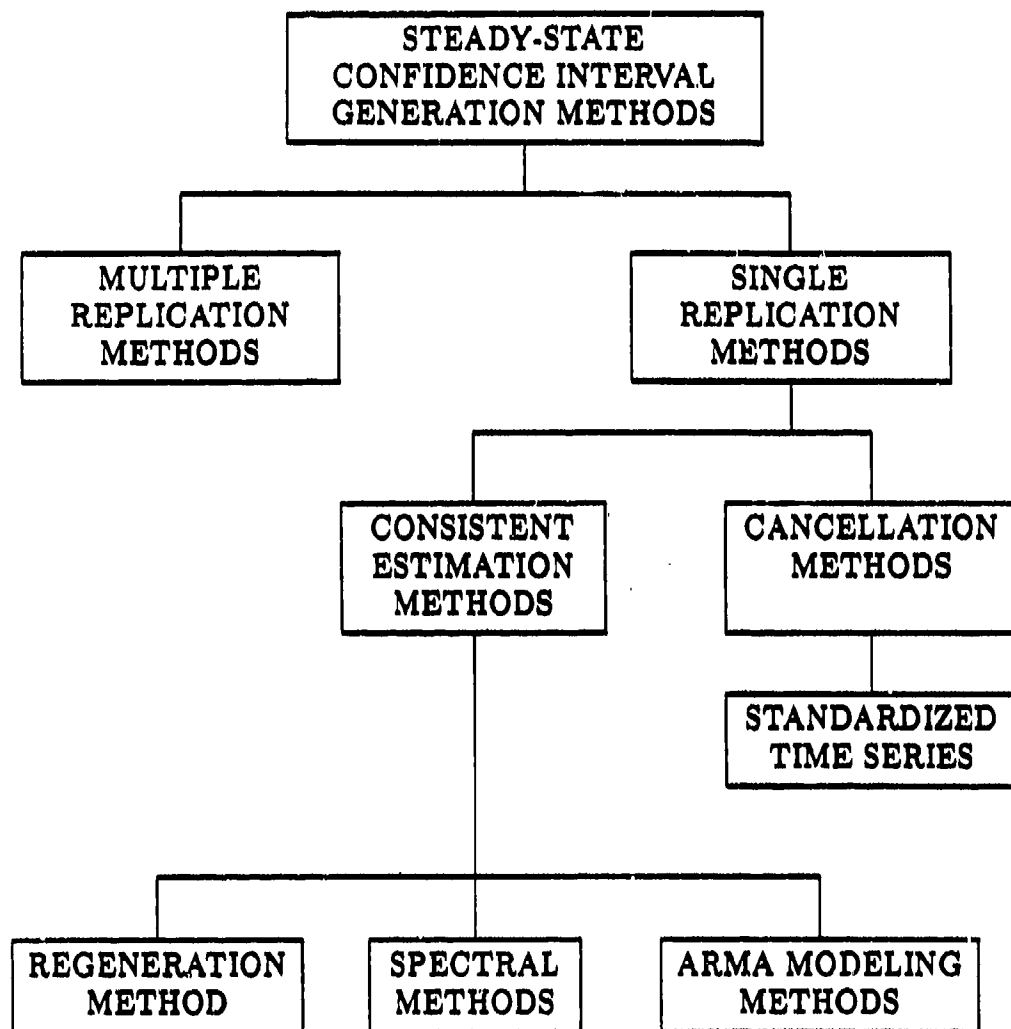 STEADY-STATE
CONFIDENCE INTERVAL
GENERATION METHODS
MULTIPLE
REPLICATION
METHODS
SINGLE
REPLICATION
METHODS
CONSISTENT
ESTIMATION
METHODS
CANCELLATION
METHODS
STANDARDIZED
TIME SERIES
REGENERATION
METHOD
SPECTRAL
METHODS
ARMA MODELING
METHODS